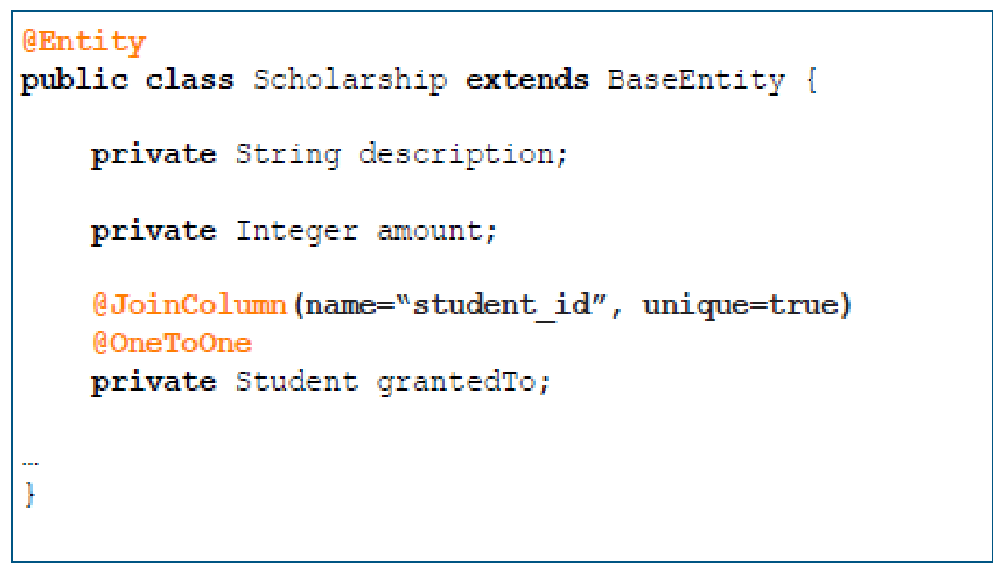 @Entity
public class Scholarship extends BaseEntity {
private String description;
private Integer amount;
@JoinColumn(name=“student_id”, unique=true)
@OneToOne
private Student grantedTo;
…
}